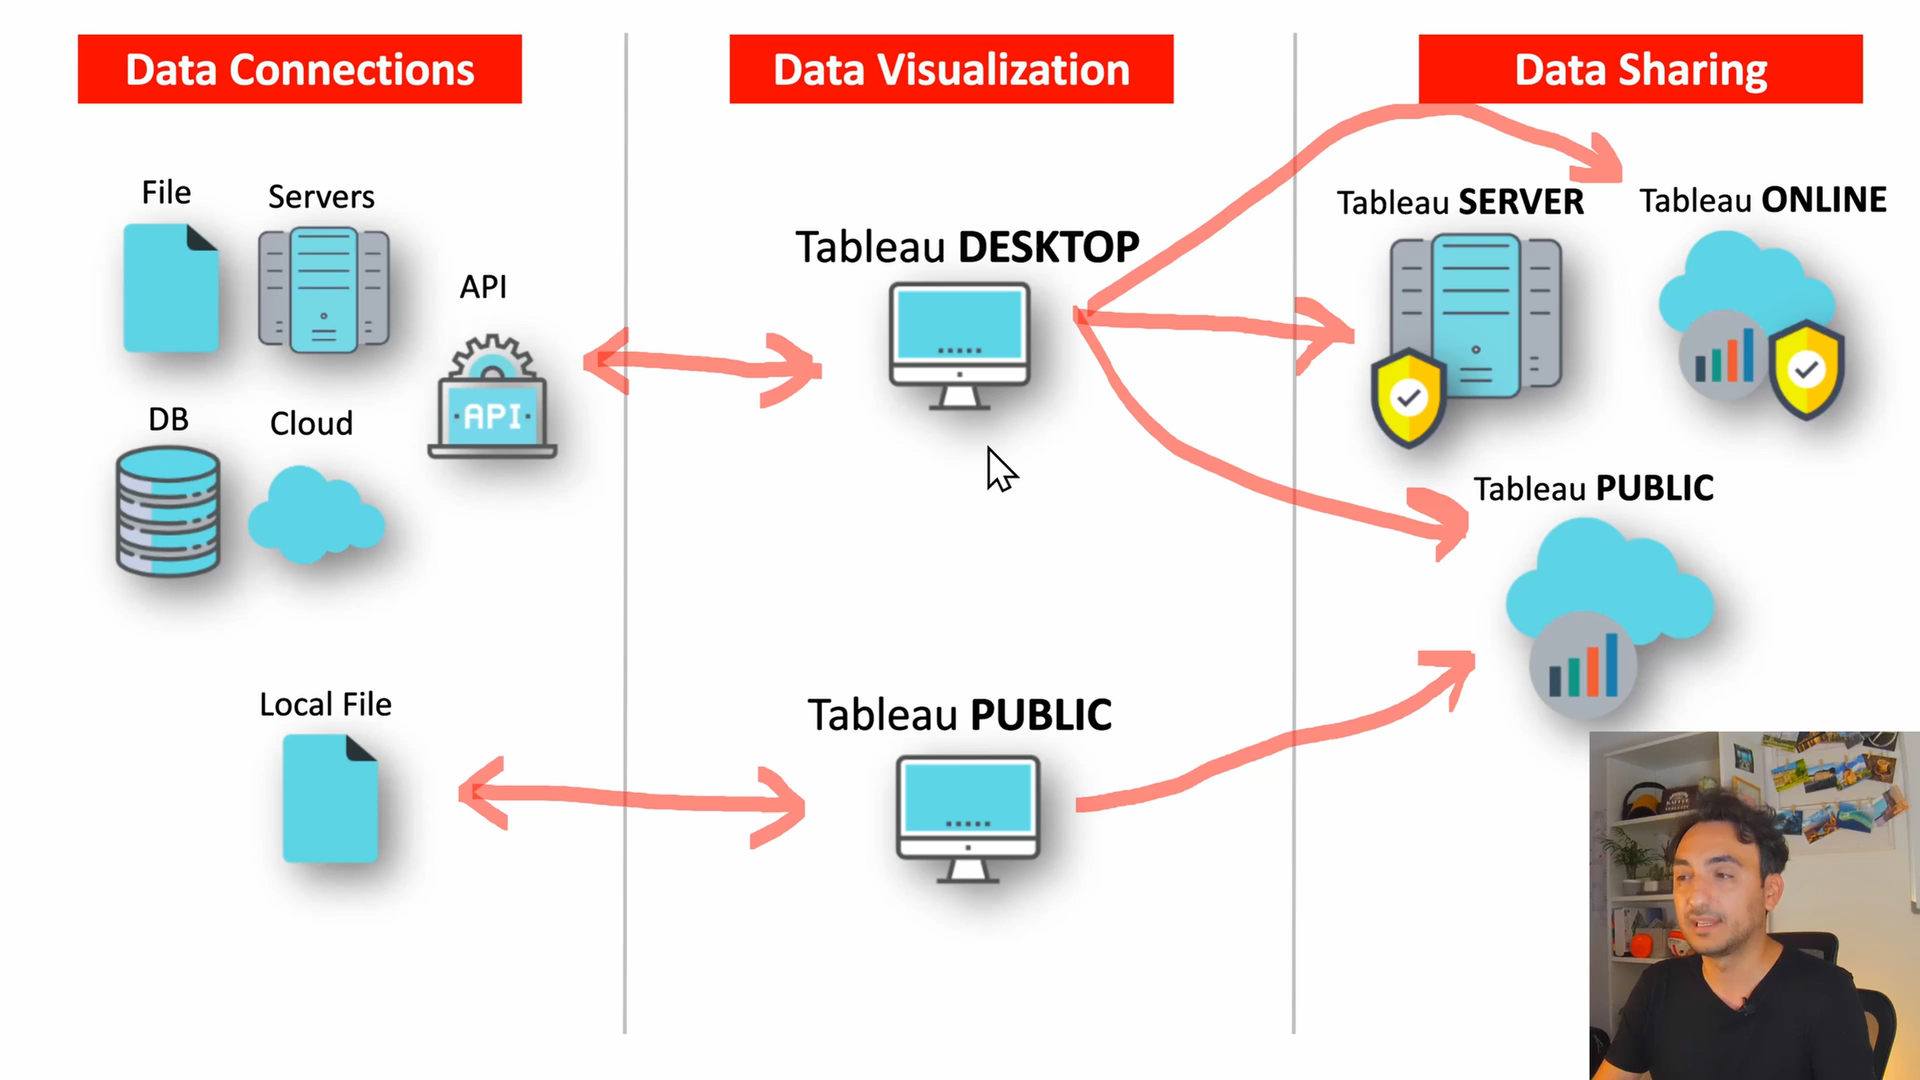 Data Connections
Data Visualization
Data Sharing
File
Servers
API
API
DB
Cloud
Local File
Tableau DESKTOP
Tableau PUBLIC
Tableau SERVER
Tableau ONLINE
Tableau PUBLIC